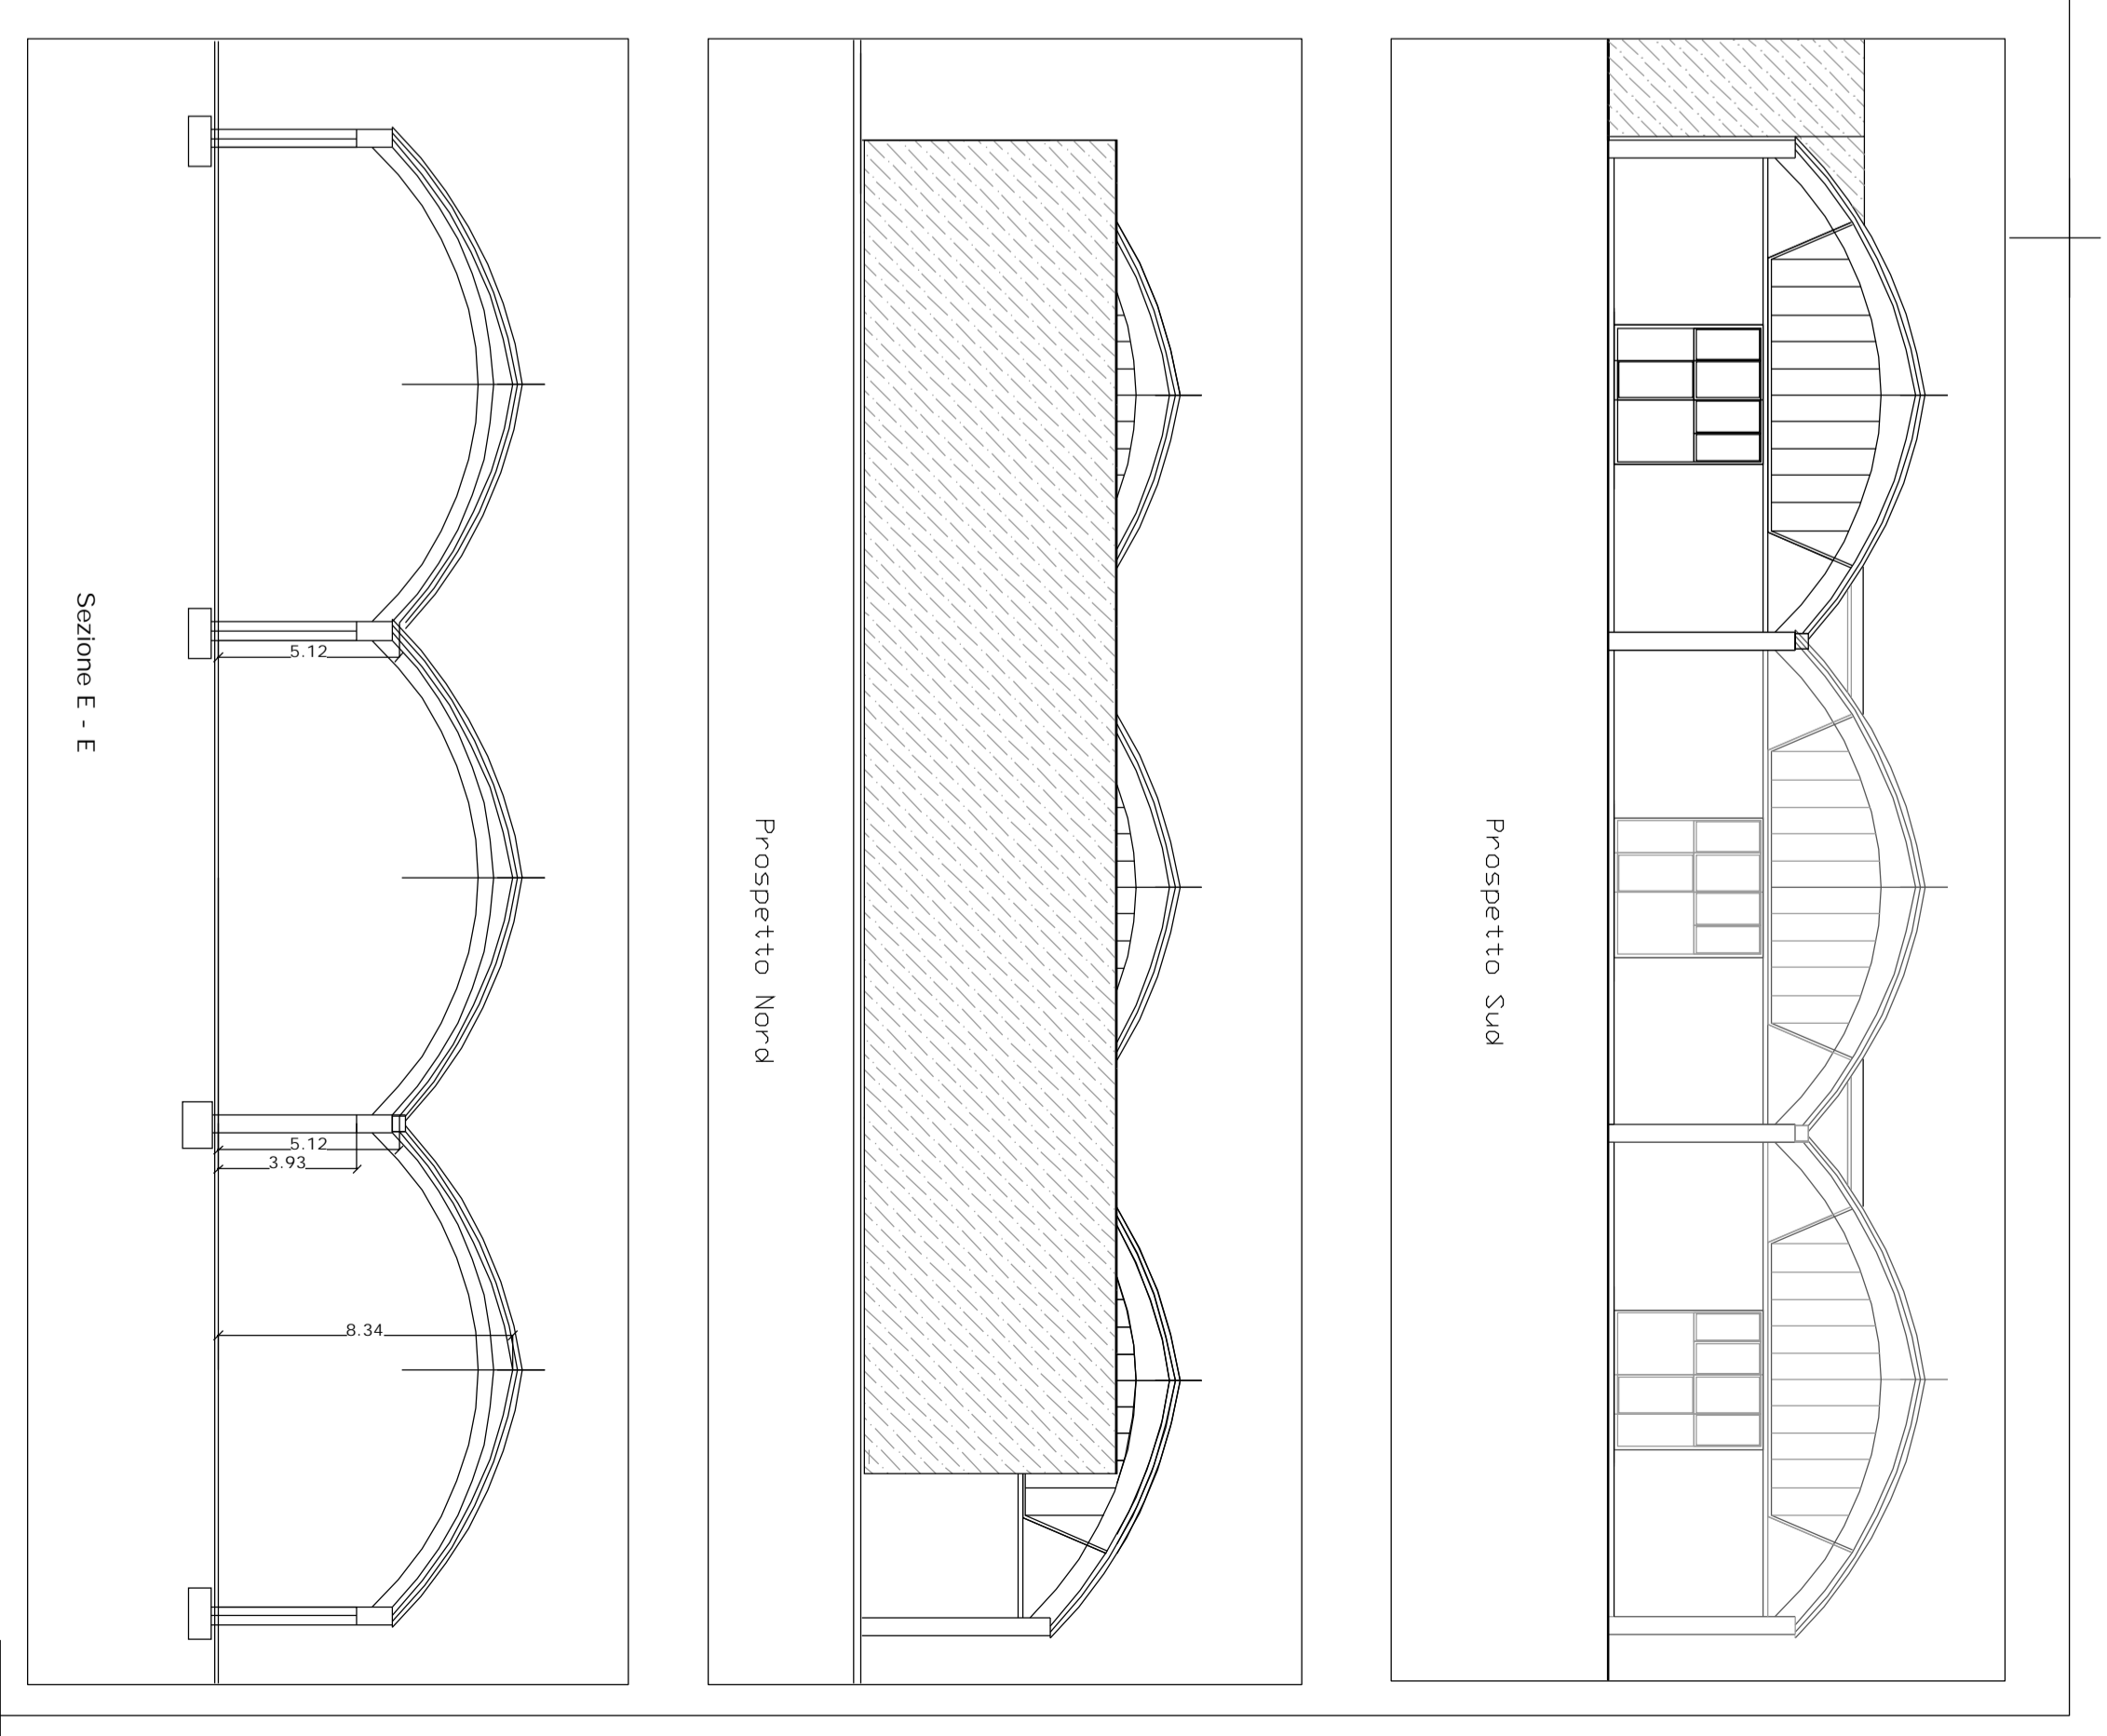 Sezione E - E
5.12
5.12
3.93
8.34
Prospetto Nord
Prospetto Sud